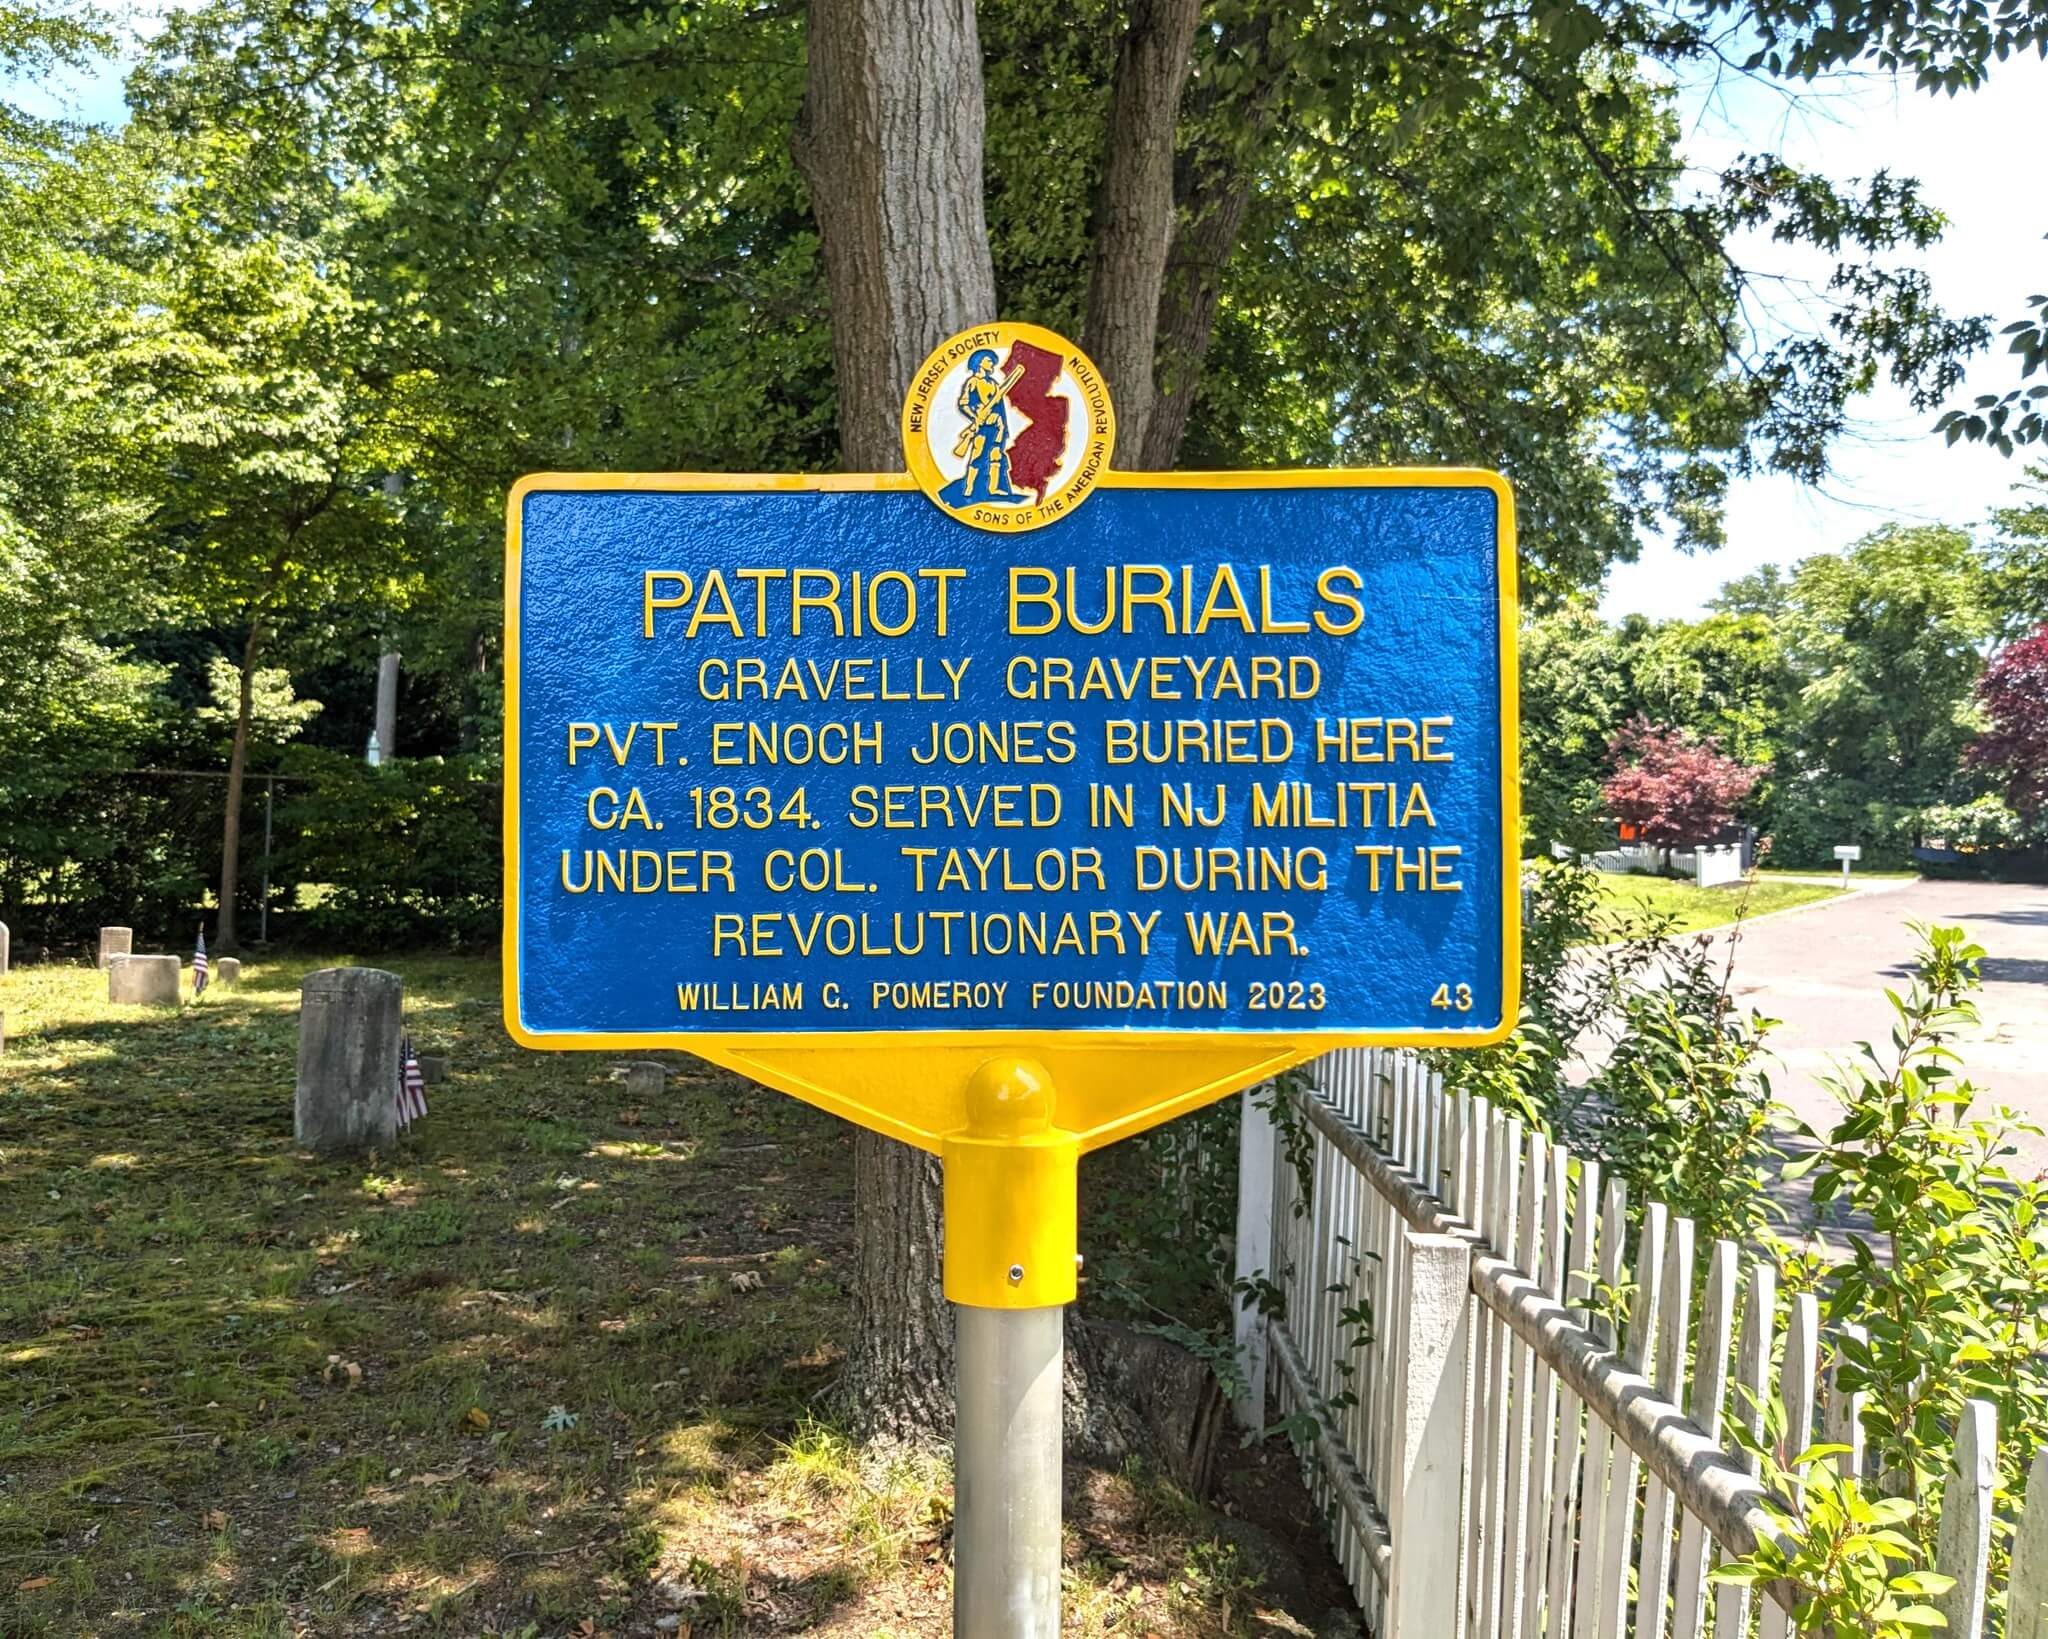 NEW JERSEY SOCIETY
SONS OF THE AMERICAN REVOLUTION
PATRIOT BURIALS
GRAVELLY GRAVEYARD
PVT. ENOCH JONES BURIED HERE
CA. 1834. SERVED IN NJ MILITIA
UNDER COL. TAYLOR DURING THE
REVOLUTIONARY WAR.
WILLIAM G. POMEROY FOUNDATION 2023 43